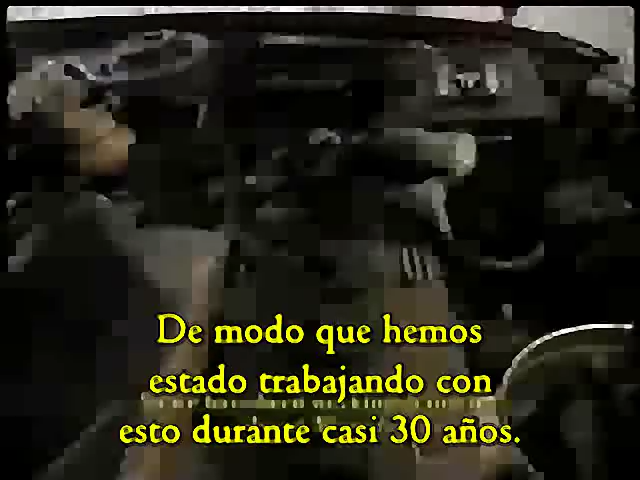 De modo que hemos
estado trabajando con
esto durante casi 30 años.